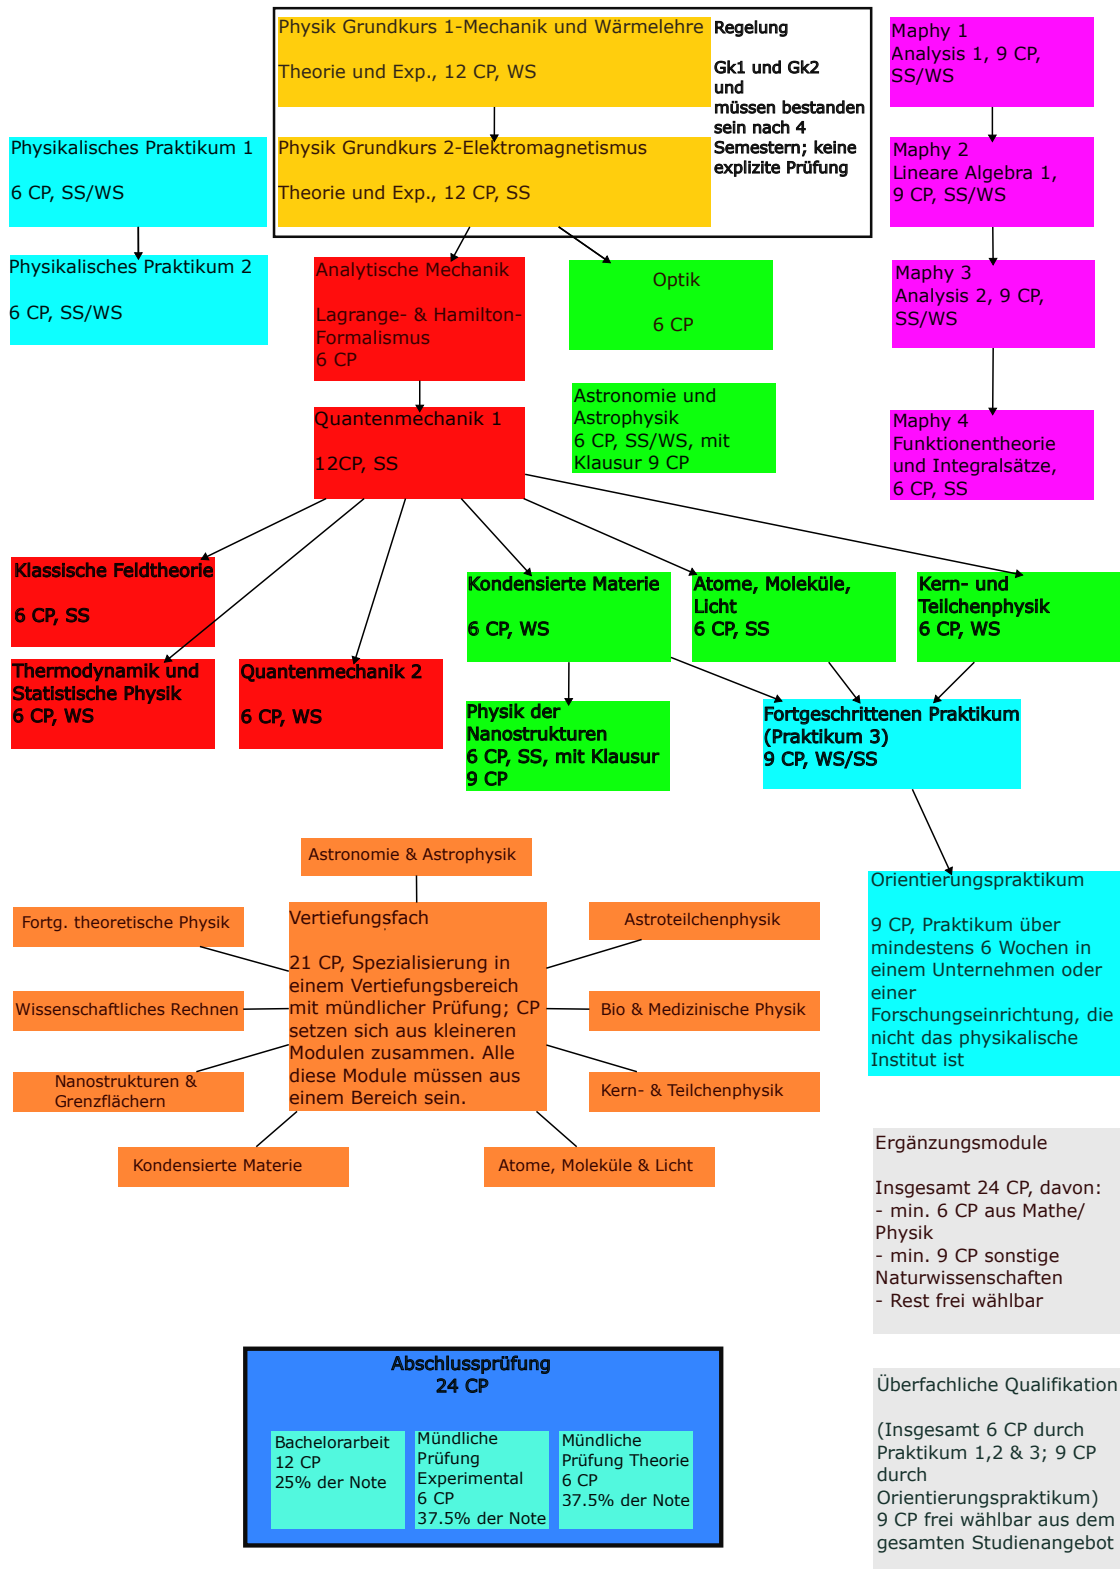 Physik Grundkurs 1-Mechanik und Wärmelehre
Theorie und Exp., 12 CP, WS
Regelung
Gk1 und Gk2
und
müssen bestanden
sein nach 4
Semestern; keine
explizite Prüfung
Maphy 1
Analysis 1, 9 CP,
SS/WS
Physikalisches Praktikum 1
6 CP, SS/WS
Physik Grundkurs 2-Elektromagnetismus
Theorie und Exp., 12 CP, SS
Maphy 2
Lineare Algebra 1,
9 CP, SS/WS
Physikalisches Praktikum 2
6 CP, SS/WS
Analytische Mechanik
Lagrange- & Hamilton-
Formalismus
6 CP
Optik
6 CP
Maphy 3
Analysis 2, 9 CP,
SS/WS
Quantenmechanik 1
12CP, SS
Astronomie und
Astrophysik
6 CP, SS/WS, mit
Klausur 9 CP
Maphy 4
Funktionentheorie
und Integralsätze,
6 CP, SS
Klassische Feldtheorie
6 CP, SS
Kondensierte Materie
6 CP, WS
Atome, Moleküle,
Licht
6 CP, SS
Kern- und
Teilchenphysik
6 CP, WS
Thermodynamik und
Statistische Physik
6 CP, WS
Quantenmechanik 2
6 CP, WS
Physik der
Nanostrukturen
6 CP, SS, mit Klausur
9 CP
Fortgeschrittenen Praktikum
(Praktikum 3)
9 CP, WS/SS
Astronomie & Astrophysik
Fortg. theoretische Physik
Wissenschaftliches Rechnen
Nanostrukturen &
Grenzflächern
Kondensierte Materie
Vertiefungsfach
21 CP, Spezialisierung in
einem Vertiefungsbereich
mit mündlicher Prüfung; CP
setzen sich aus kleineren
Modulen zusammen. Alle
diese Module müssen aus
einem Bereich sein.
Astroteilchenphysik
Bio & Medizinische Physik
Kern- & Teilchenphysik
Atome, Moleküle & Licht
Orientierungspraktikum
9 CP, Praktikum über
mindestens 6 Wochen in
einem Unternehmen oder
einer
Forschungseinrichtung, die
nicht das physikalische
Institut ist
Ergänzungsmodule
Insgesamt 24 CP, davon:
- min. 6 CP aus Mathe/
Physik
- min. 9 CP sonstige
Naturwissenschaften
- Rest frei wählbar
Abschlussprüfung
24 CP
Bachelorarbeit
12 CP
25% der Note
Mündliche
Prüfung
Experimental
6 CP
37.5% der Note
Mündliche
Prüfung Theorie
6 CP
37.5% der Note
Überfachliche Qualifikation
(Insgesamt 6 CP durch
Praktikum 1,2 & 3; 9 CP
durch
Orientierungspraktikum)
9 CP frei wählbar aus dem
gesamten Studienangebot